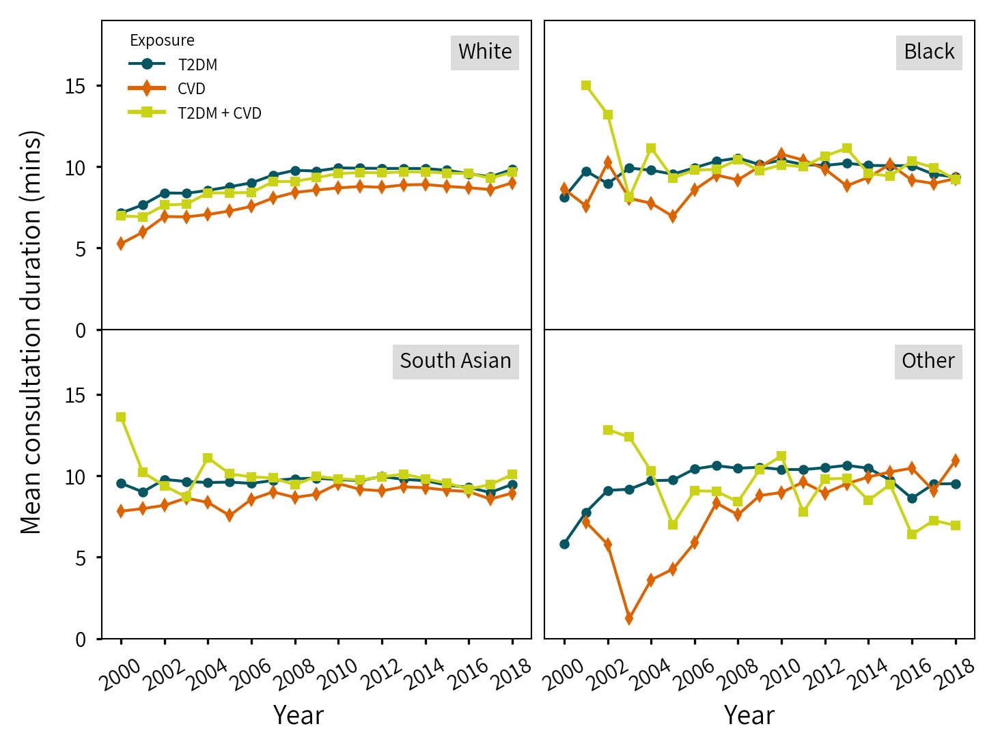 Exposure
T2DM
CVD
T2DM + CVD
White
Black
15
10
5
0
South Asian
Other
15
10
5
0
Mean consultation duration (mins)
2000 2002 2004 2006 2008 2010 2012 2014 2016 2018
2000 2002 2004 2006 2008 2010 2012 2014 2016 2018
Year
Year